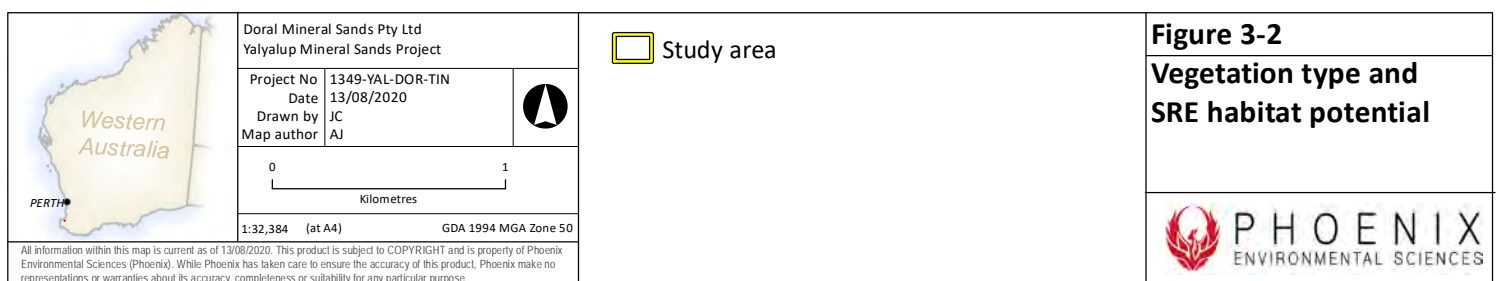 Western
Australia
PERTH
Doral Mineral Sands Pty Ltd
Yalyalup Mineral Sands Project
Project No 1349-YAL-DOR-TIN
Date 13/08/2020
Drawn by JC
Map author AJ
0 1
Kilometres
1:32,384 (at A4) GDA 1994 MGA Zone 50
All information within this map is current as of 13/08/2020. This product is subject to COPYRIGHT and is property of Phoenix
Environmental Sciences (Phoenix). While Phoenix has taken care to ensure the accuracy of this product, Phoenix make no
representations or warranties about its accuracy, completeness or suitability for any particular purpose.
Study area
Figure 3-2
Vegetation type and
SRE habitat potential
PHOENIX
ENVIRONMENTAL SCIENCES